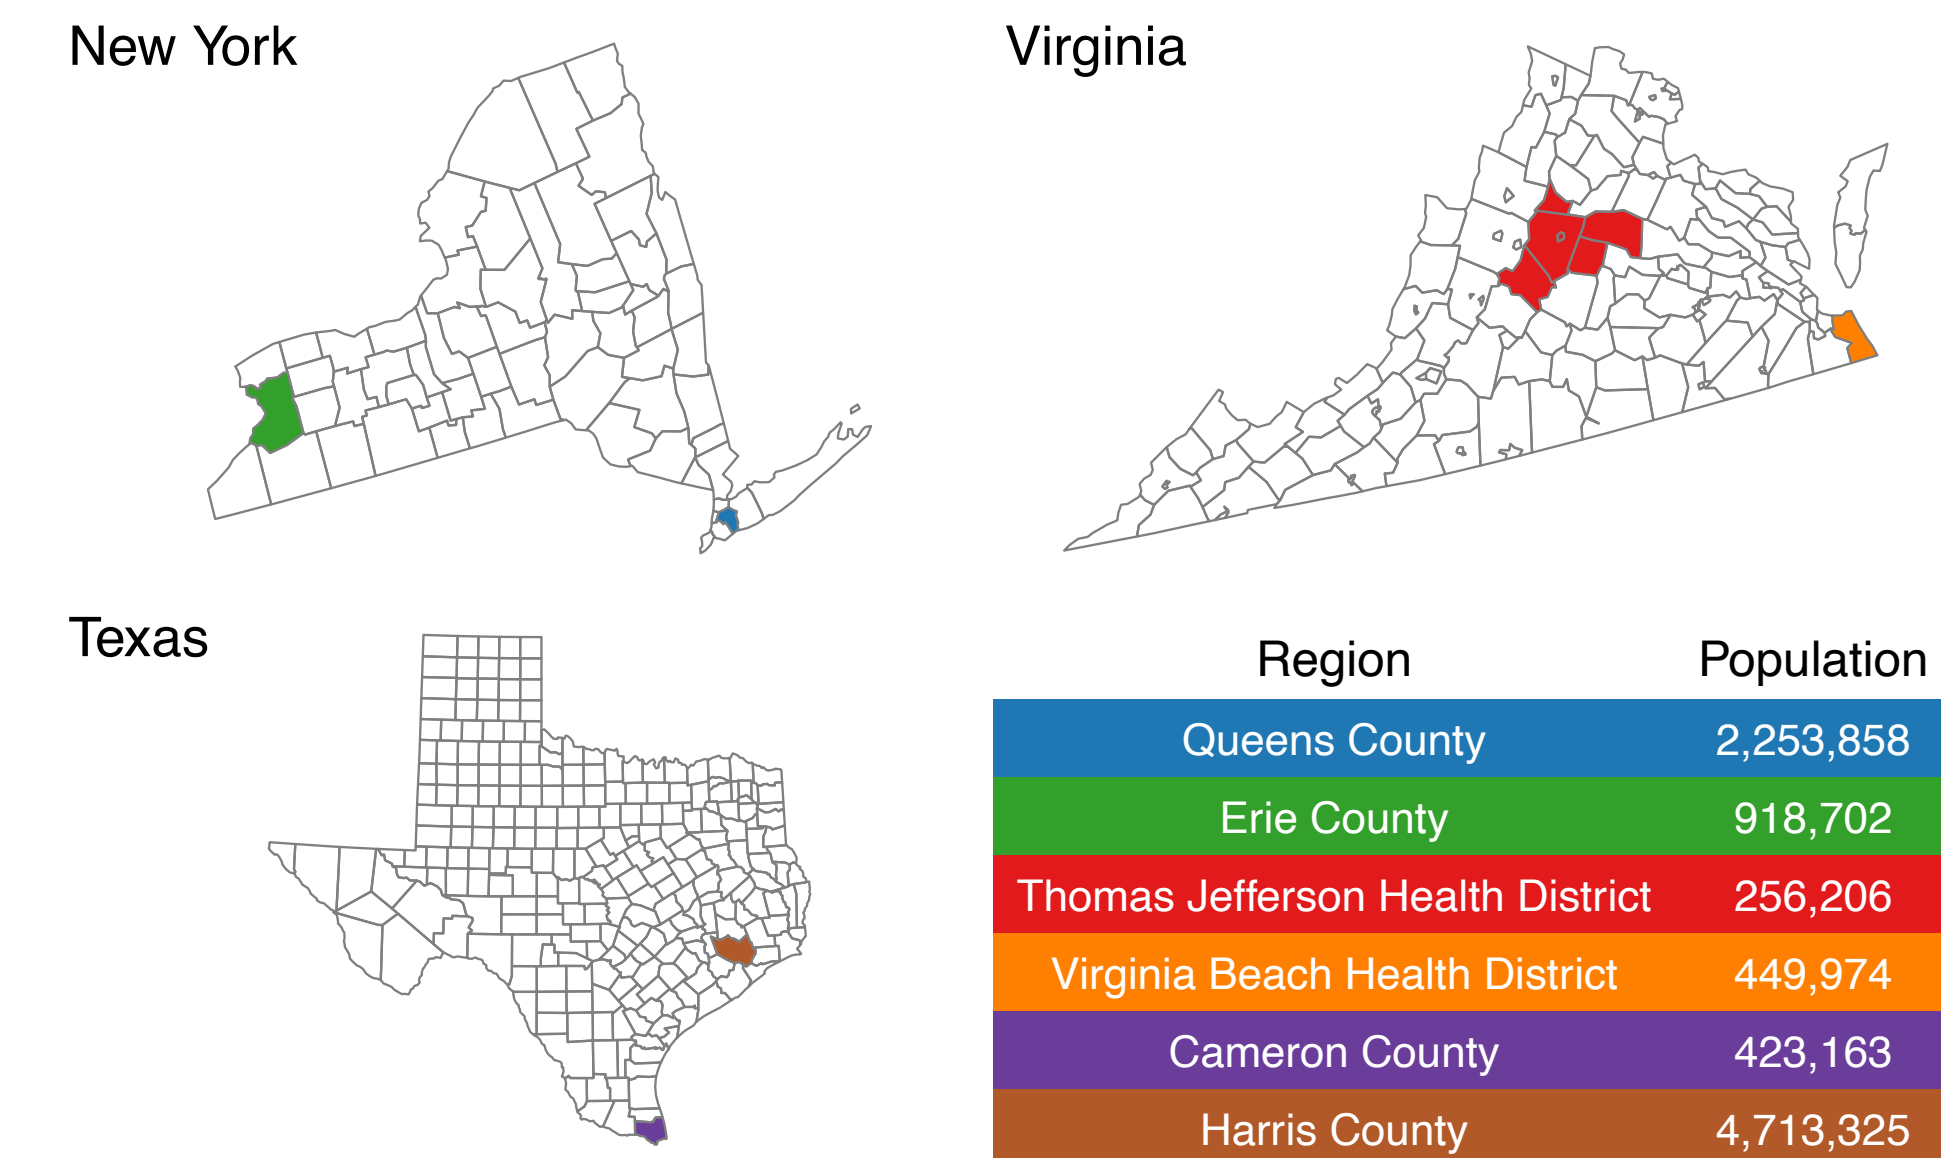 New York
Virginia
Texas
Region Population
Queens County 2,253,858
Erie County 918,702
Thomas Jefferson Health District 256,206
Virginia Beach Health District 449,974
Cameron County 423,163
Harris County 4,713,325